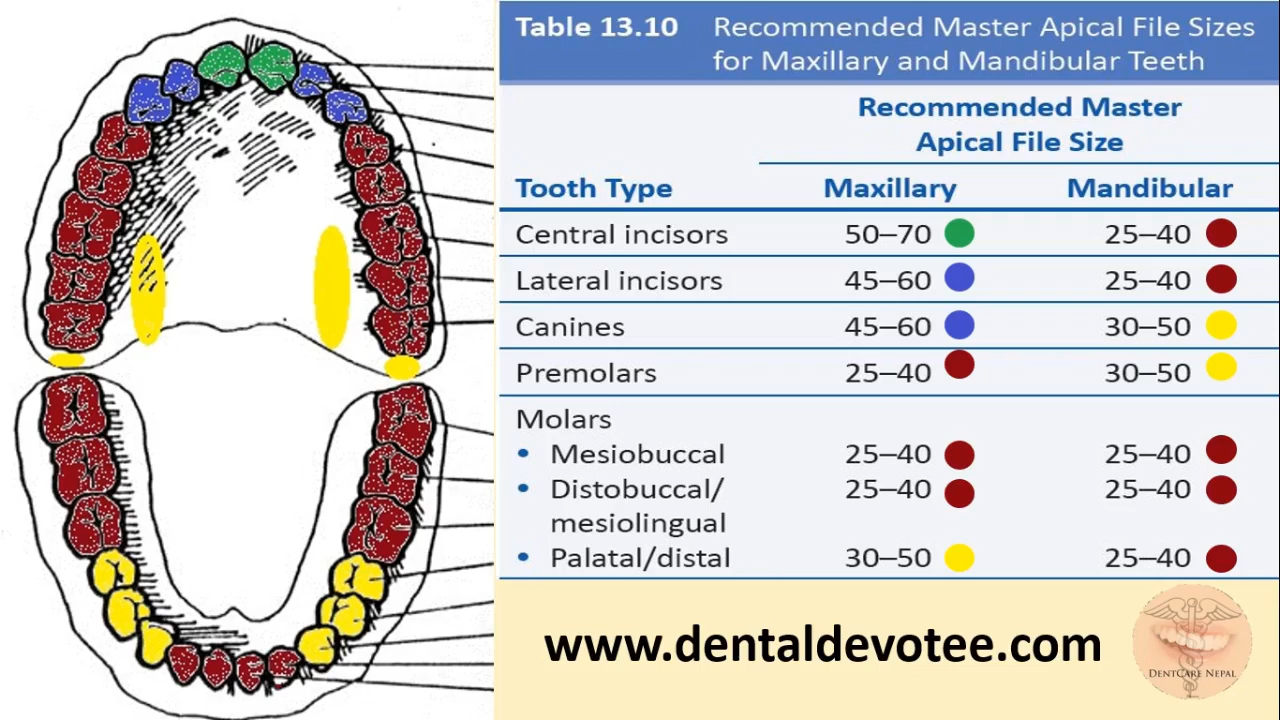 Table 13.10 Recommended Master Apical File Sizes
for Maxillary and Mandibular Teeth
Recommended Master
Apical File Size
Tooth Type Maxillary Mandibular
Central incisors 50–70 25–40
Lateral incisors 45–60 25–40
Canines 45–60 30–50
Premolars 25–40 30–50
Molars
• Mesiobuccal 25–40 25–40
• Distobuccal/ 25–40 25–40
mesiolingual
• Palatal/distal 30–50 25–40
www.dentaldevotee.com
DENTCARE NEPAL